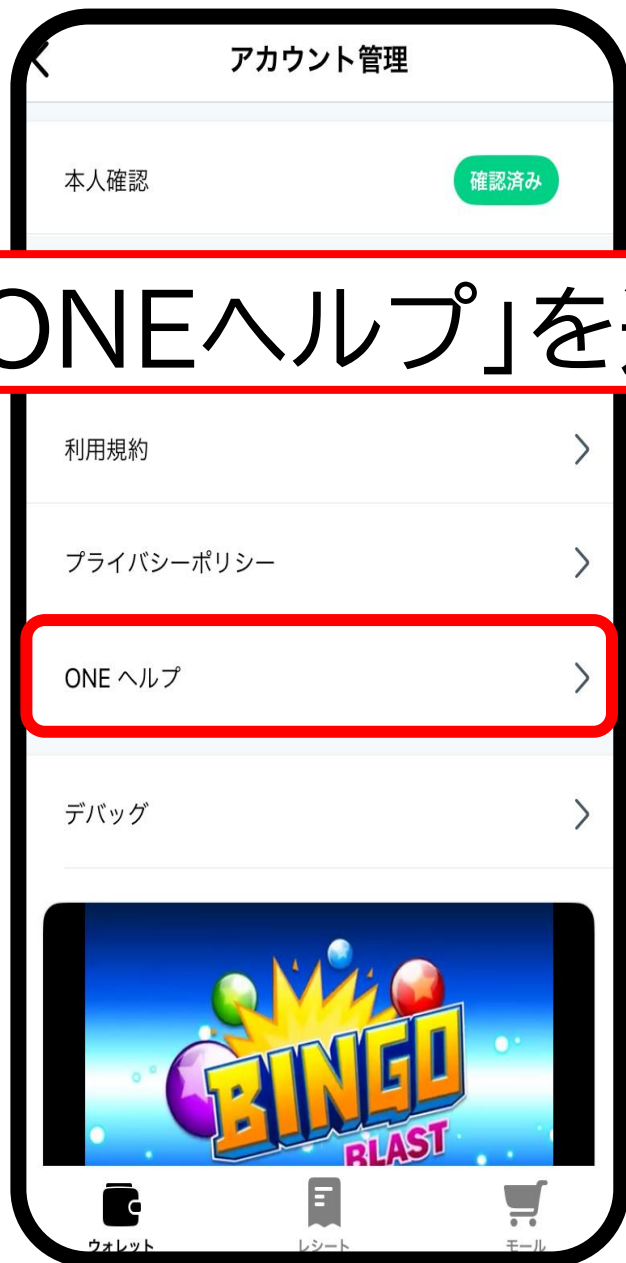 アカウント管理
本人確認
確認済み
ONEヘルプ」を
利用規約
プライバシーポリシー
ONE ヘルプ
デバッグ
BINGO
BLAST
ウォレット
レシート
モール